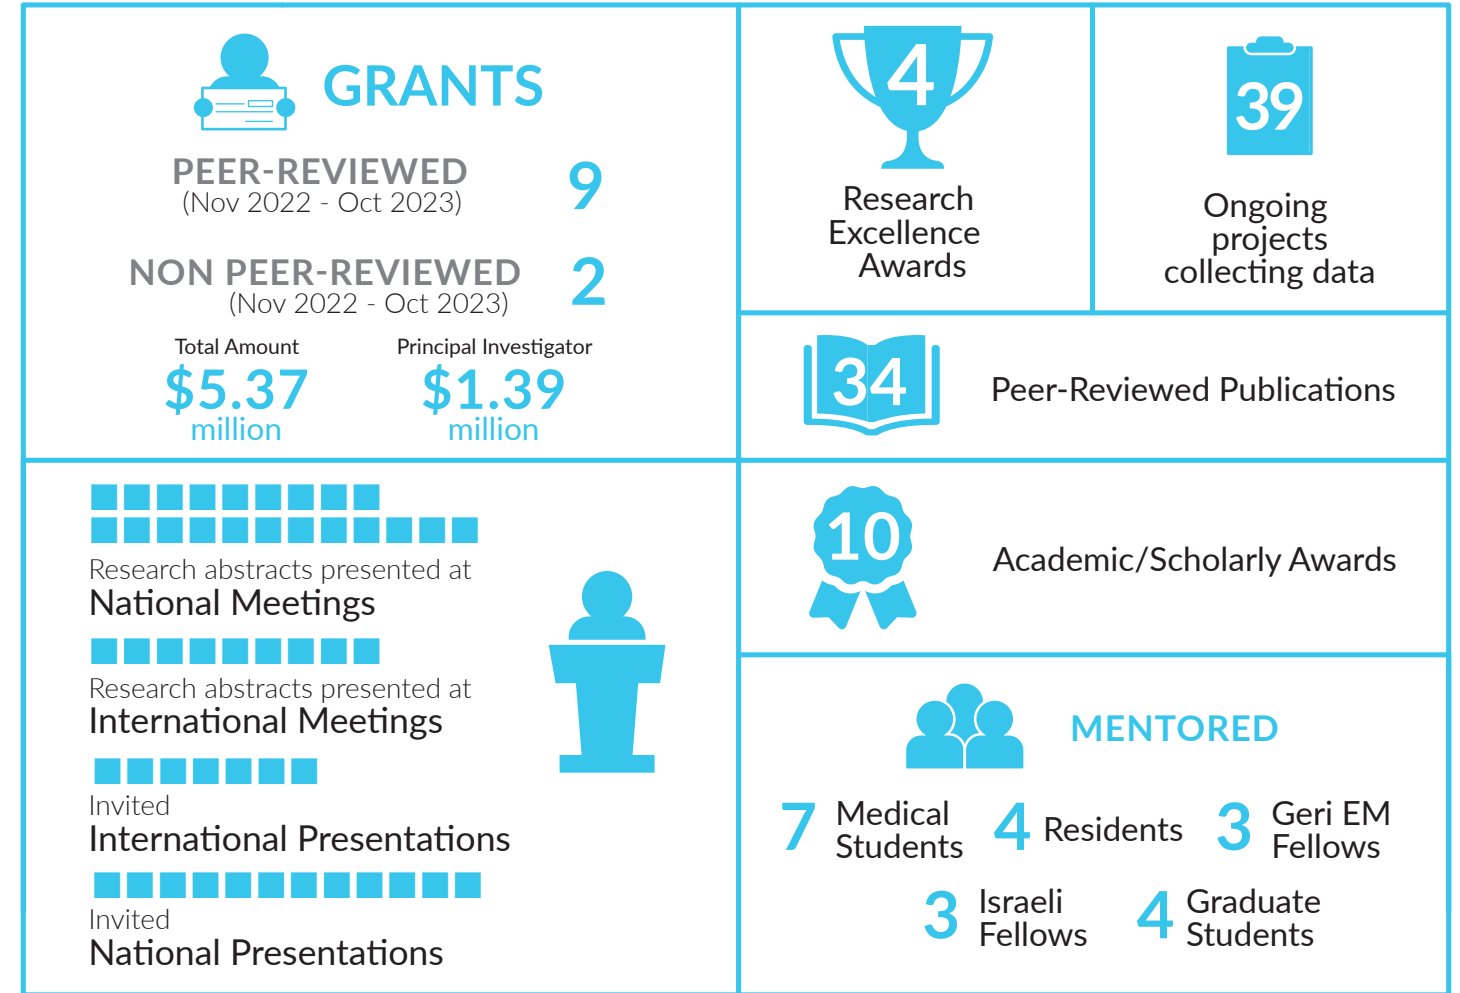 GRANTS
PEER-REVIEWED
(Nov 2022 - Oct 2023)
9
NON PEER-REVIEWED
(Nov 2022 - Oct 2023)
2
Total Amount
$5.37
million
Principal Investigator
$1.39
million
4
Research
Excellence
Awards
39
Ongoing
projects
collecting data
34
Peer-Reviewed Publications
Research abstracts presented at
National Meetings
Research abstracts presented at
International Meetings
Invited
International Presentations
Invited
National Presentations
10
Academic/Scholarly Awards
MENTORED
7
Medical
Students
4
Residents
3
Geri EM
Fellows
3
Israeli
Fellows
4
Graduate
Students